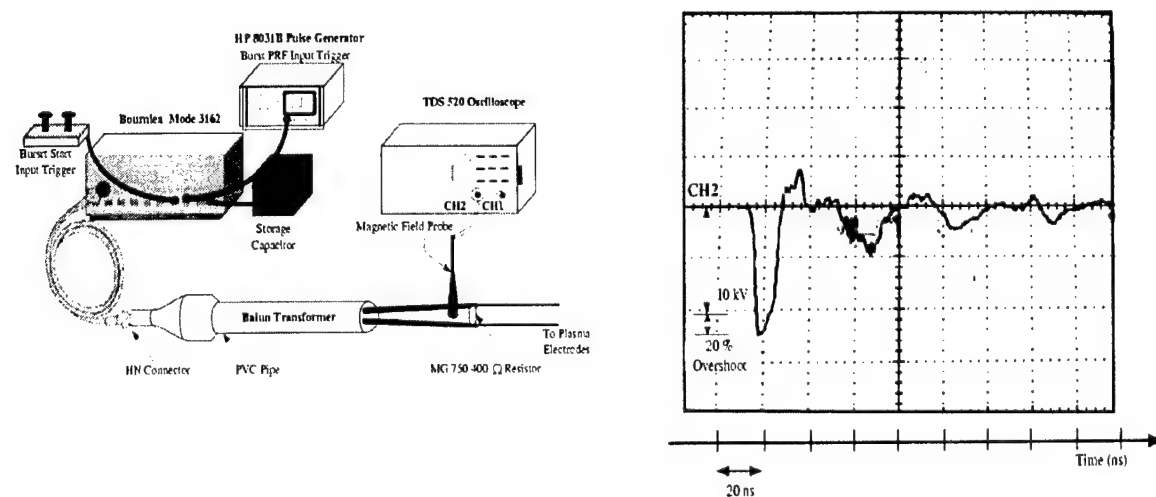 HP 8031B Pulse Generator
Burst PRF Input Trigger
TDS 520 Oscilloscope
Mode 3162
Burst Start
Input Trigger
CH2
CH1
Storage
Capacitor
Magnetic Field Probe
Balun Transformer
To Plasma
Electrodes
HN Connector
PVC Pipe
MG 750 400 Ω Resistor
CH2
10 kV
20 %
Overshoot
Time (ns)
20 ns